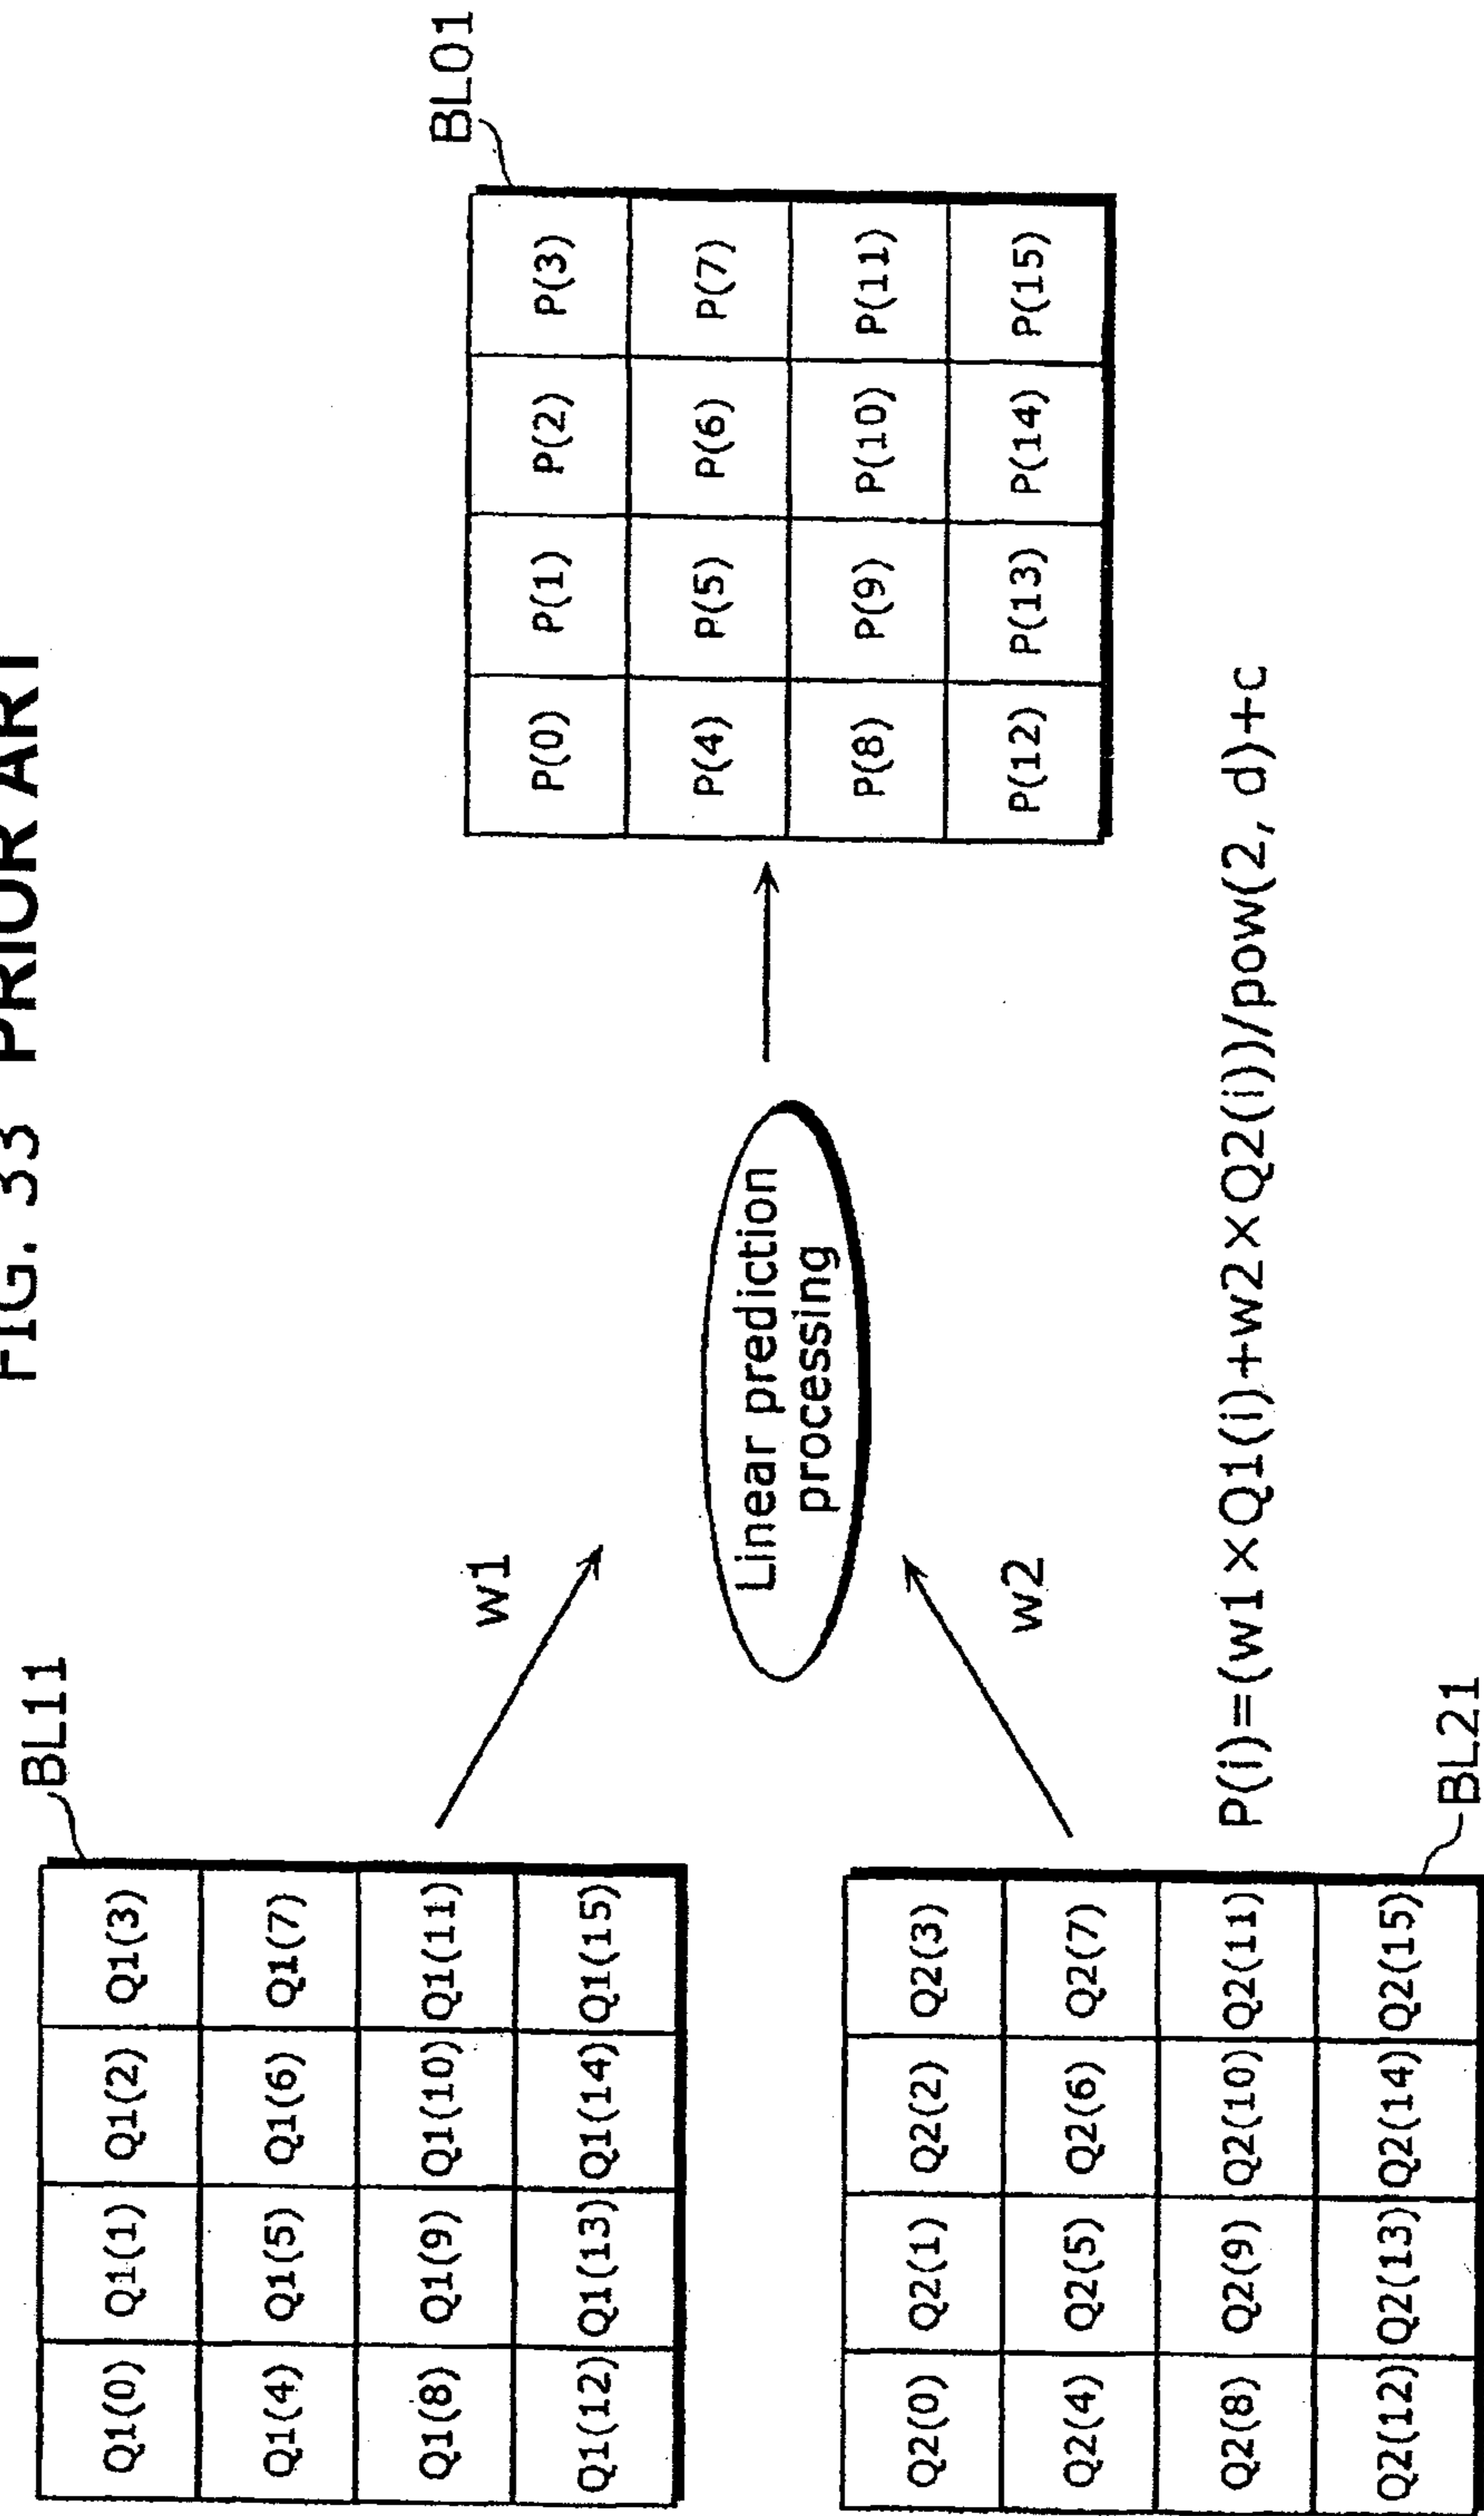 FIG. 33 PRIOR ART
BL11
Q1(0) Q1(1) Q1(2) Q1(3)
Q1(4) Q1(5) Q1(6) Q1(7)
Q1(8) Q1(9) Q1(10) Q1(11)
Q1(12) Q1(13) Q1(14) Q1(15)
w1
Linear prediction
processing
BL01
P(0) P(1) P(2) P(3)
P(4) P(5) P(6) P(7)
P(8) P(9) P(10) P(11)
P(12) P(13) P(14) P(15)
Q2(0) Q2(1) Q2(2) Q2(3)
Q2(4) Q2(5) Q2(6) Q2(7)
Q2(8) Q2(9) Q2(10) Q2(11)
Q2(12) Q2(13) Q2(14) Q2(15)
w2
P(i)=(w1×Q1(i)+w2×Q2(i))/pow(2, d)+c
BL21